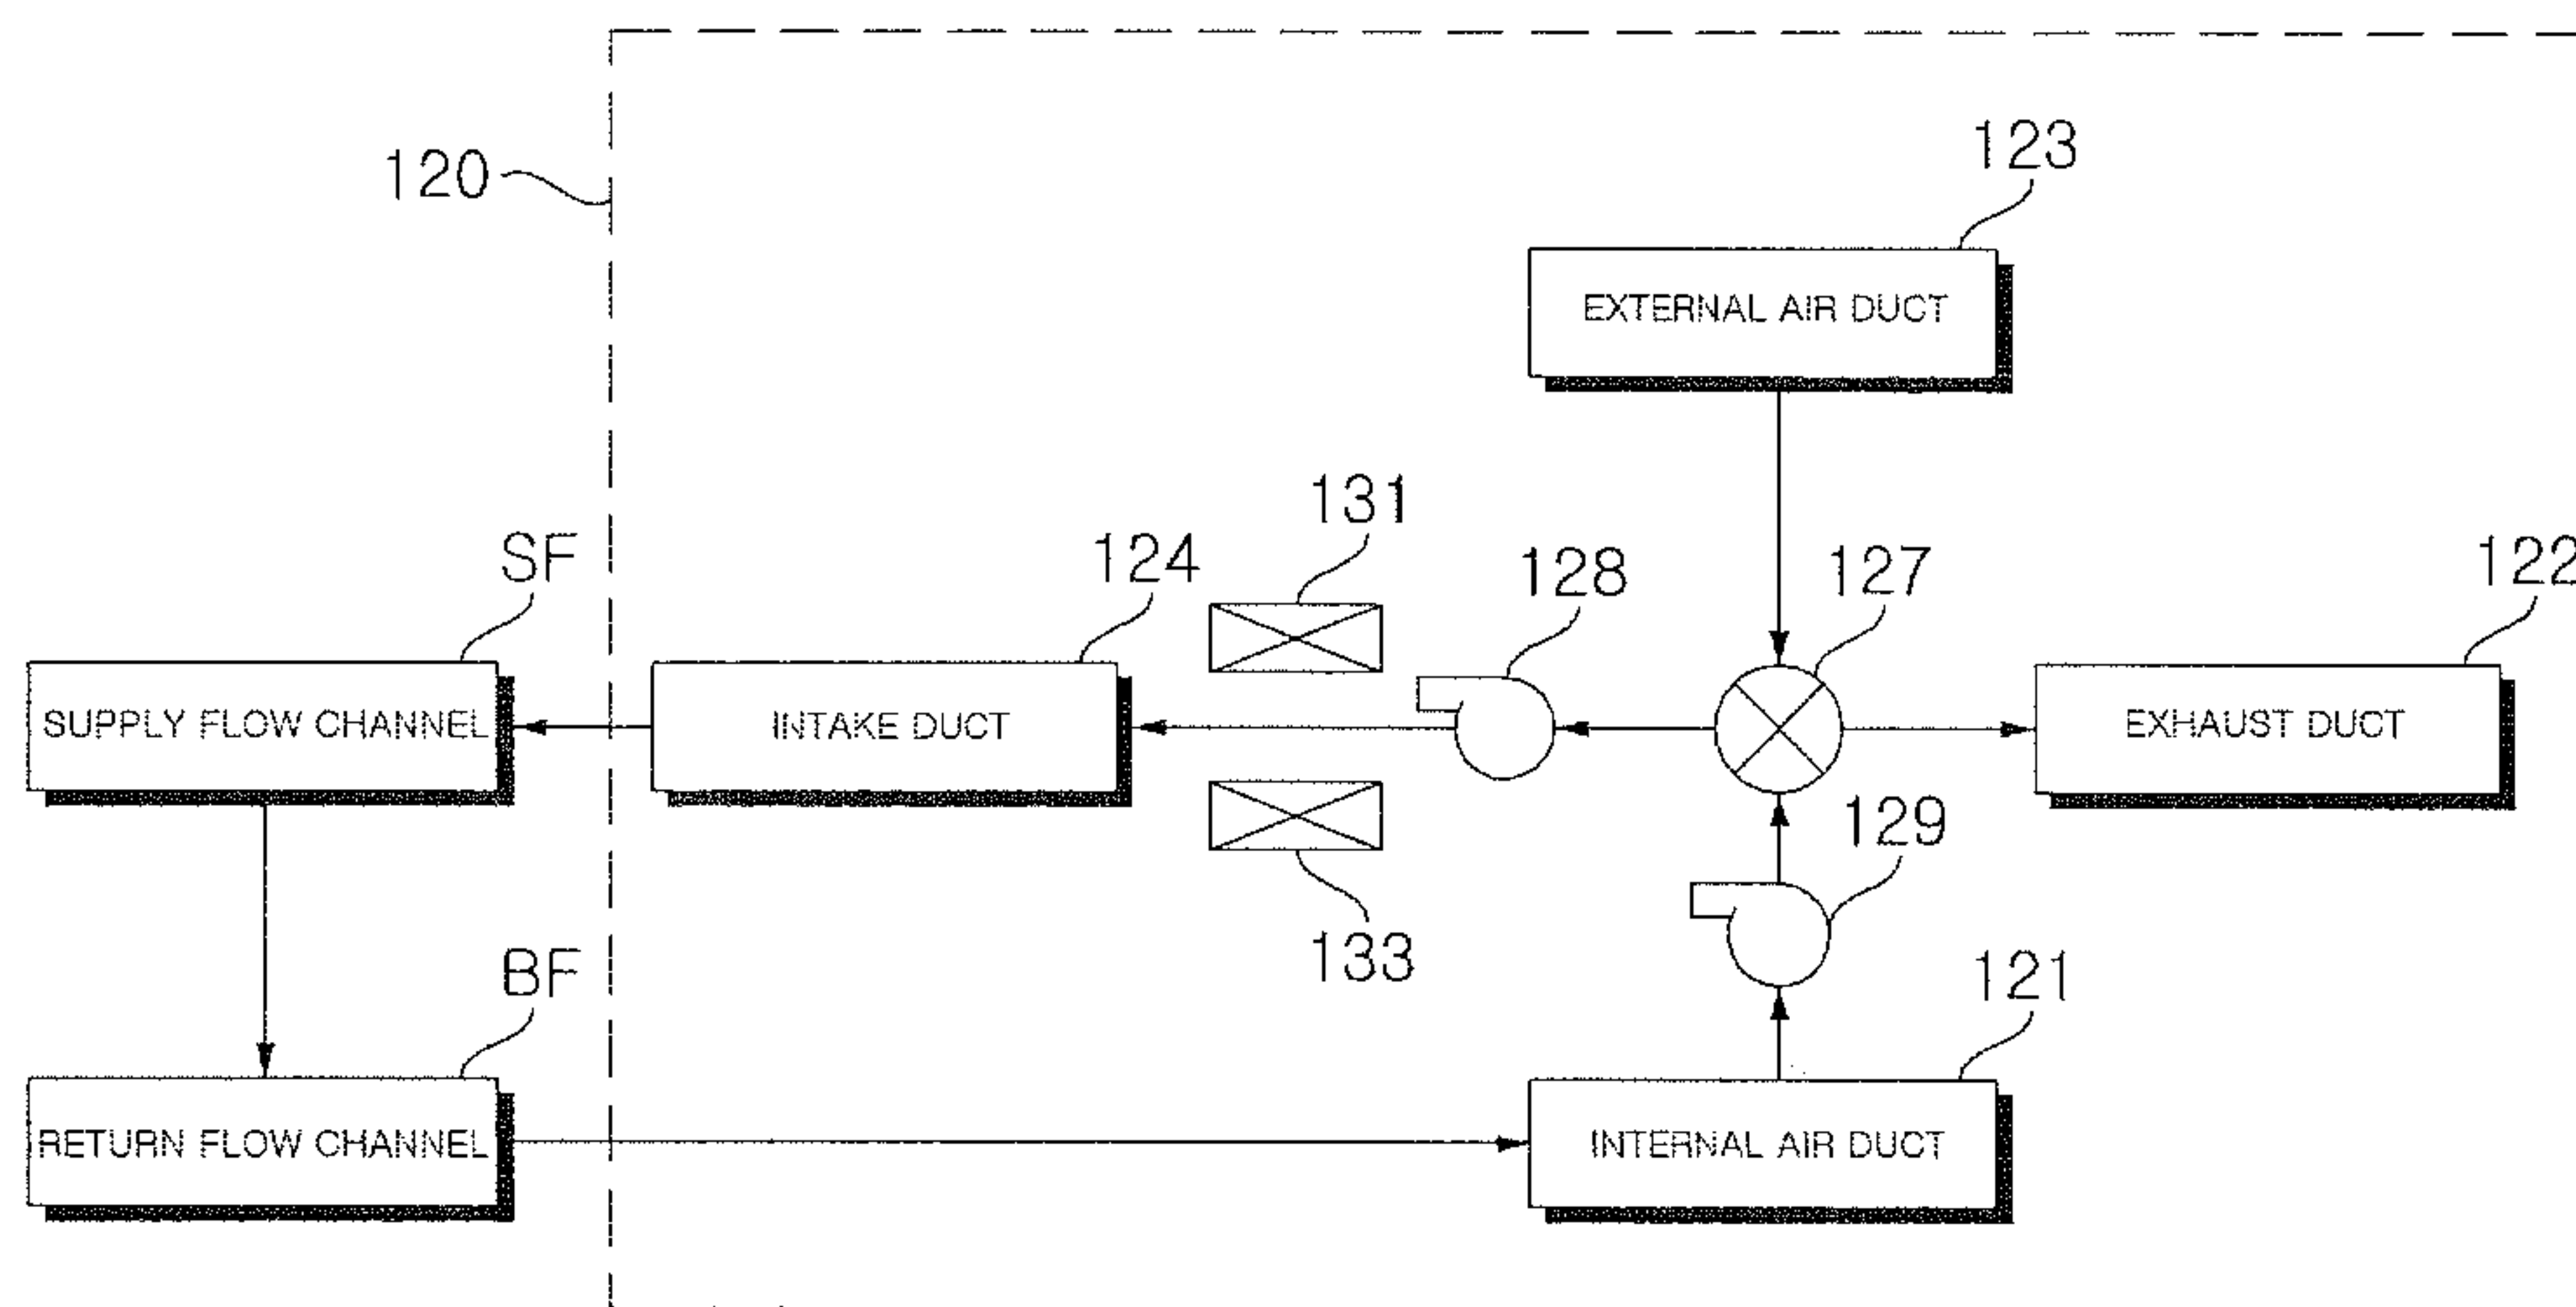 120
123
EXTERNAL AIR DUCT
131
SF
124
128
127
122
SUPPLY FLOW CHANNEL
INTAKE DUCT
EXHAUST DUCT
129
133
BF
121
RETURN FLOW CHANNEL
INTERNAL AIR DUCT